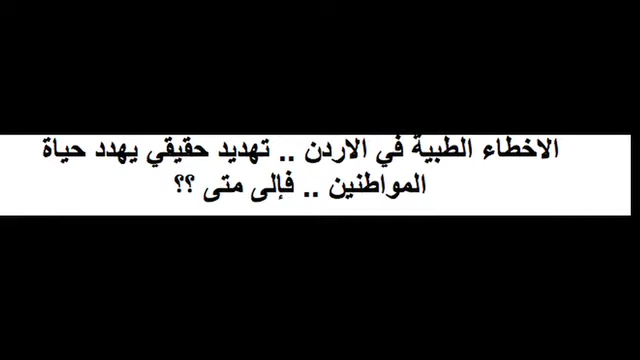 الاخطاء الطبية في الاردن .. تهديد حقيقي يهدد حياة
المواطنين .. فإلى متى ؟؟